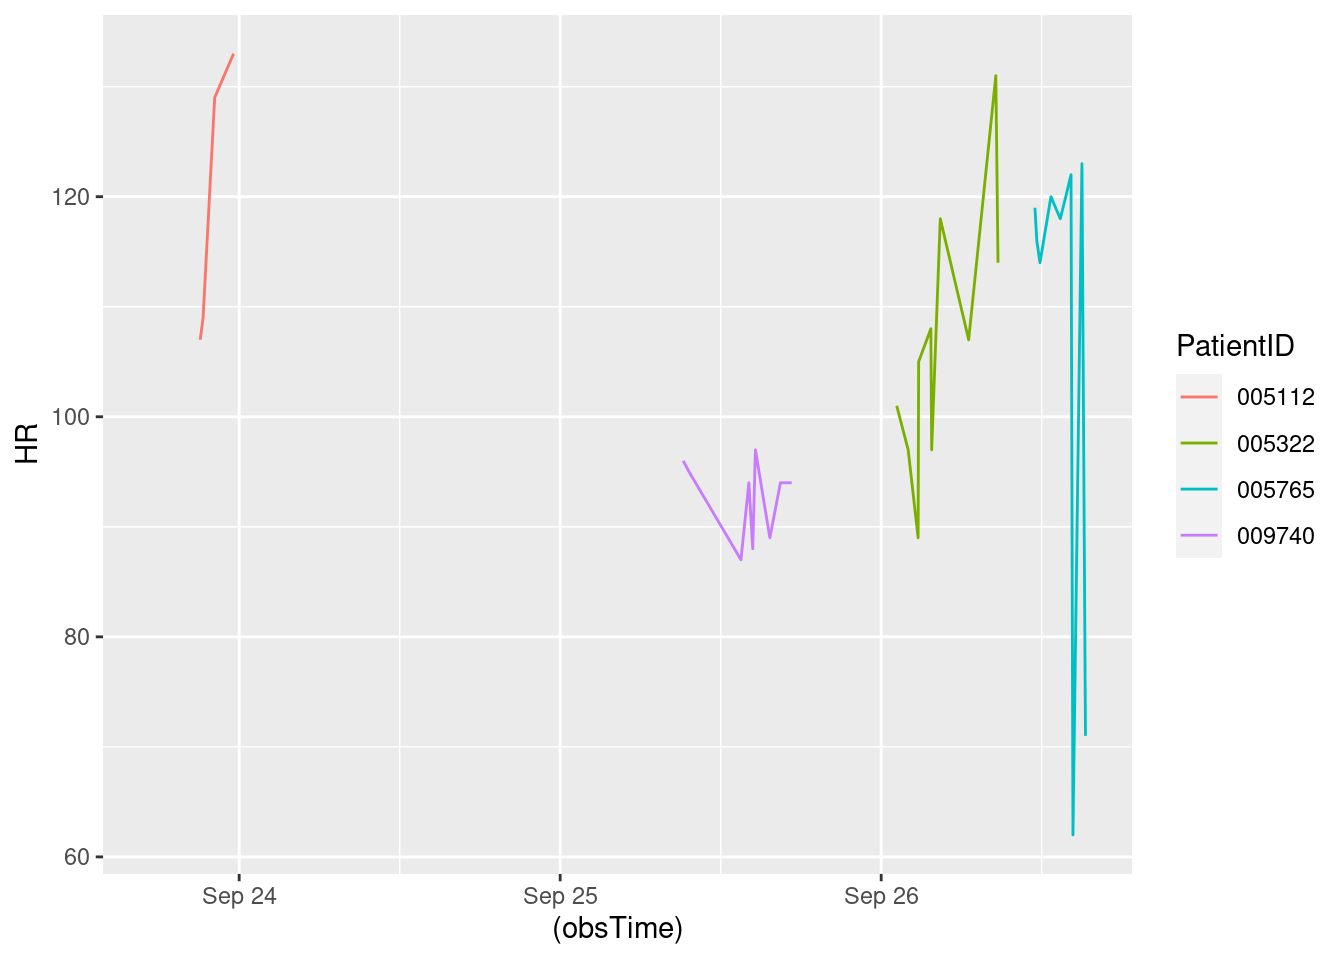 HR
120
100
80
60
Sep 24
Sep 25
Sep 26
(obsTime)
PatientID
005112
005322
005765
009740